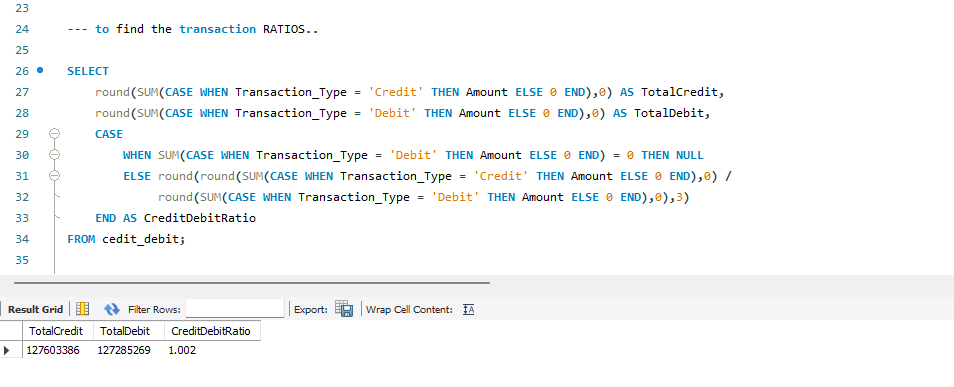 23
24 --- to find the transaction RATIOS..
25
26 SELECT
27 round(SUM(CASE WHEN Transaction_Type = 'Credit' THEN Amount ELSE 0 END),0) AS TotalCredit,
28 round(SUM(CASE WHEN Transaction_Type = 'Debit' THEN Amount ELSE 0 END),0) AS TotalDebit,
29 CASE
30 WHEN SUM(CASE WHEN Transaction_Type = 'Debit' THEN Amount ELSE 0 END) = 0 THEN NULL
31 ELSE round(round(SUM(CASE WHEN Transaction_Type = 'Credit' THEN Amount ELSE 0 END),0) /
32 round(SUM(CASE WHEN Transaction_Type = 'Debit' THEN Amount ELSE 0 END),0),3)
33 END AS CreditDebitRatio
34 FROM cedit_debit;
35
Result Grid Filter Rows: Export: Wrap Cell Content:
TotalCredit TotalDebit CreditDebitRatio
127603386 127285269 1.002